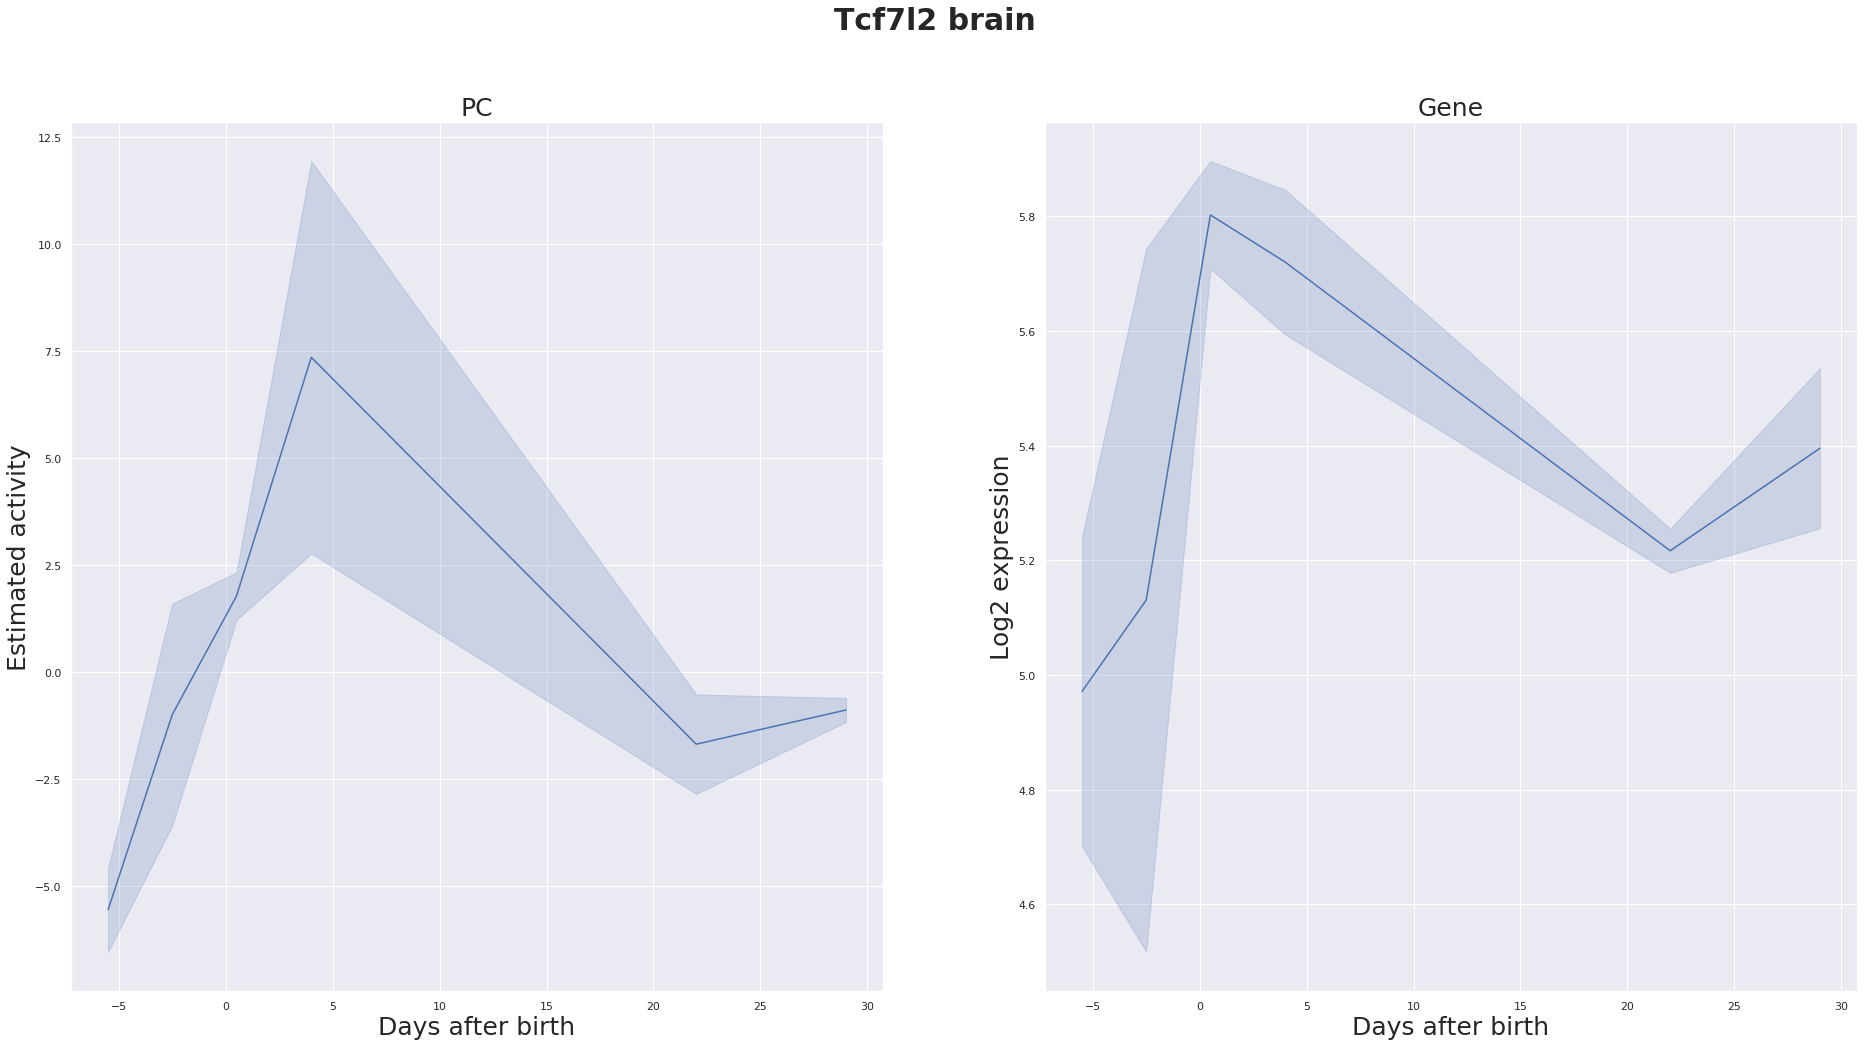 Tcf7l2 brain
PC
12.5
10.0
7.5
5.0
2.5
0.0
−2.5
−5.0
Estimated activity
−5 0 5 10 15 20 25 30
Days after birth
Gene
5.8
5.6
5.4
5.2
5.0
4.8
4.6
Log2 expression
−5 0 5 10 15 20 25 30
Days after birth